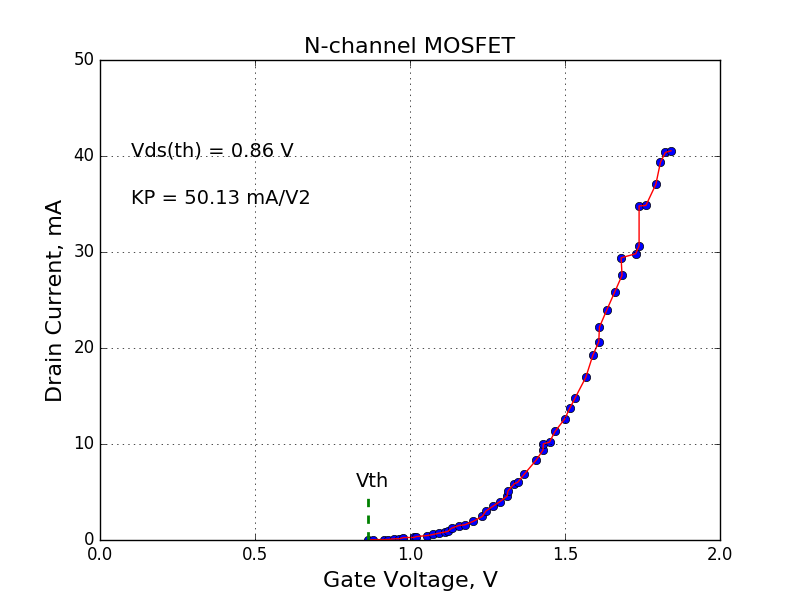 N-channel MOSFET
50
40
30
20
10
0
Drain Current, mA
Vds(th) = 0.86 V
KP = 50.13 mA/V2
Vth
0.0 0.5 1.0 1.5 2.0
Gate Voltage, V